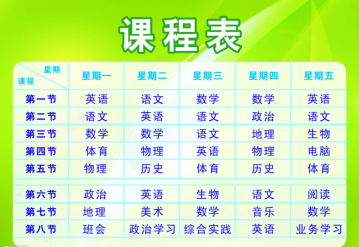 课程表
星期 课程 星期一 星期二 星期三 星期四 星期五
第一节 英语 语文 数学 数学 英语
第二节 语文 英语 语文 政治 语文
第三节 数学 数学 语文 地理 生物
第四节 体育 物理 英语 物理 电脑
第五节 物理 历史 体育 历史 体育
第六节 政治 英语 生物 语文 阅读
第七节 地理 美术 数学 音乐 数学
第八节 班会 政治学习 综合实践 英语 业务学习